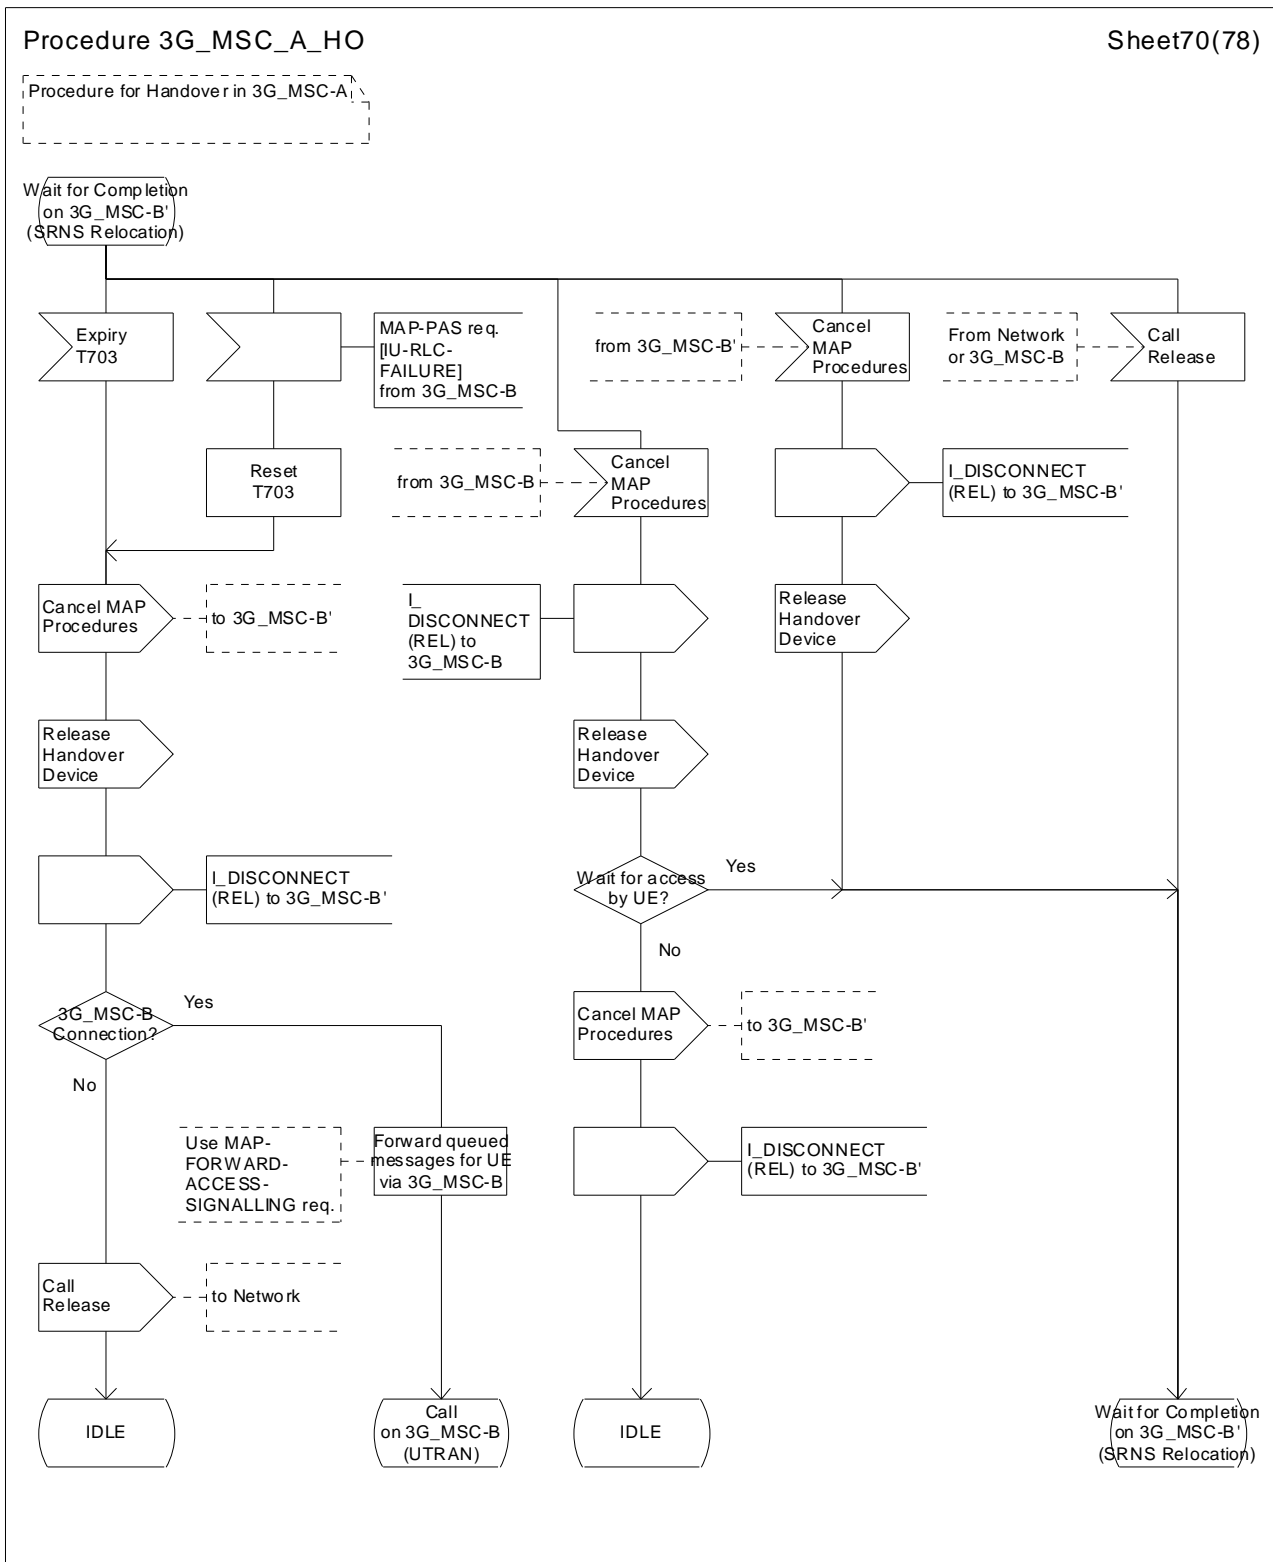 Procedure 3G_MSC_A_HO
Sheet70(78)
Procedure for Handover in 3G_MSC-A
Wait for Completion
on 3G_MSC-B'
(SRNS Relocation)
Expiry
T703
MAP-PAS req.
[IU-RLC-
FAILURE]
from 3G_MSC-B
from 3G_MSC-B'
Cancel
MAP
Procedures
From Network
or 3G_MSC-B
Call
Release
Reset
T703
from 3G_MSC-B
Cancel
MAP
Procedures
I_DISCONNECT
(REL) to 3G_MSC-B'
Cancel MAP
Procedures
to 3G_MSC-B'
I_
DISCONNECT
(REL) to
3G_MSC-B
Release
Handover
Device
Release
Handover
Device
Release
Handover
Device
I_DISCONNECT
(REL) to 3G_MSC-B'
Wait for access
by UE?
Yes
No
3G_MSC-B
Connection?
Yes
No
Cancel MAP
Procedures
to 3G_MSC-B'
Use MAP-
FORWARD-
ACCESS-
SIGNALLING req.
Forward queued
messages for UE
via 3G_MSC-B
I_DISCONNECT
(REL) to 3G_MSC-B'
Call
Release
to Network
IDLE
Call
on 3G_MSC-B
(UTRAN)
IDLE
Wait for Completion
on 3G_MSC-B'
(SRNS Relocation)